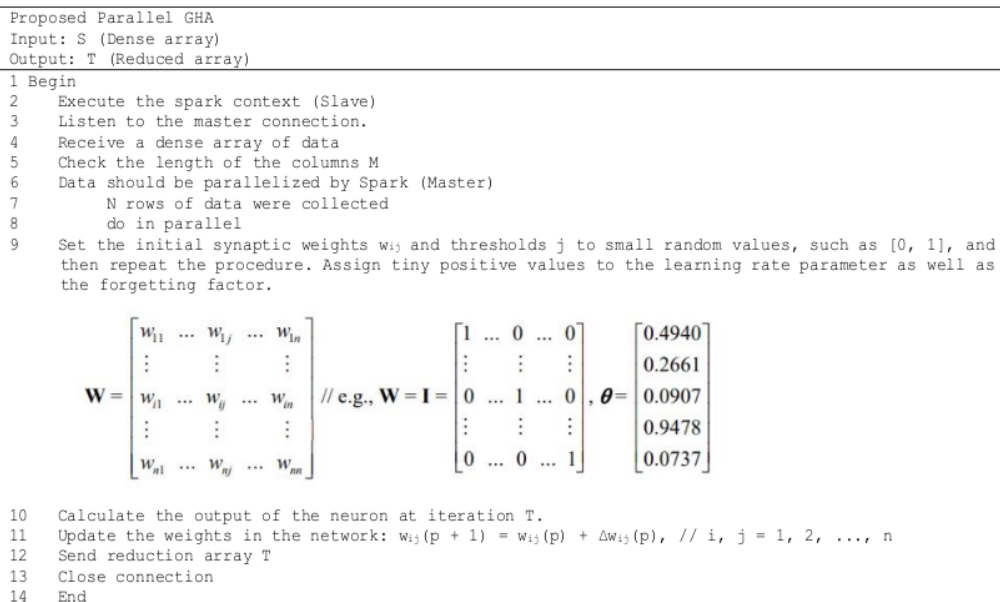 Proposed Parallel GHA
Input: S (Dense array)
Output: T (Reduced array)
1 Begin
2 Execute the spark context (Slave)
3 Listen to the master connection.
4 Receive a dense array of data
5 Check the length of the columns M
6 Data should be parallelized by Spark (Master)
7 N rows of data were collected
8 do in parallel
9 Set the initial synaptic weights wij and thresholds j to small random values, such as [0, 1], and
then repeat the procedure. Assign tiny positive values to the learning rate parameter as well as
the forgetting factor.
w11 ... w1j ... w1n 1 ... 0 ... 0 0.4940
⋮ ⋮ ⋮ ⋮ ⋮ ⋮ 0.2661
W = wi1 ... wij ... win // e.g., W = I = 0 ... 1 ... 0 , θ= 0.0907
⋮ ⋮ ⋮ ⋮ ⋮ ⋮ 0.9478
wn1 ... wnj ... wnn 0 ... 0 ... 1 0.0737
10 Calculate the output of the neuron at iteration T.
11 Update the weights in the network: wij(p + 1) = wij(p) + Δwij(p), // i, j = 1, 2, ..., n
12 Send reduction array T
13 Close connection
14 End